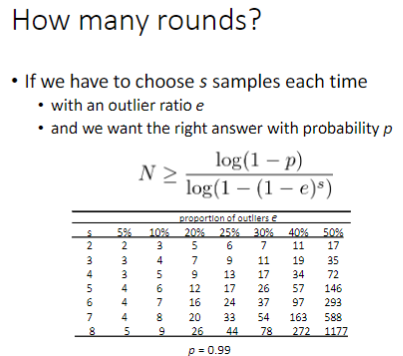 How many rounds?
• If we have to choose s samples each time
• with an outlier ratio e
• and we want the right answer with probability p
N ≥ log(1 − p) / log(1 − (1 − e)^s)
proportion of outliers e
s 5% 10% 20% 25% 30% 40% 50%
2 2 3 5 6 7 11 17
3 3 4 7 9 11 19 35
4 3 5 9 13 17 34 72
5 4 6 12 17 26 57 146
6 4 7 16 24 37 97 293
7 4 8 20 33 54 163 588
8 5 9 26 44 78 272 1177
p = 0.99